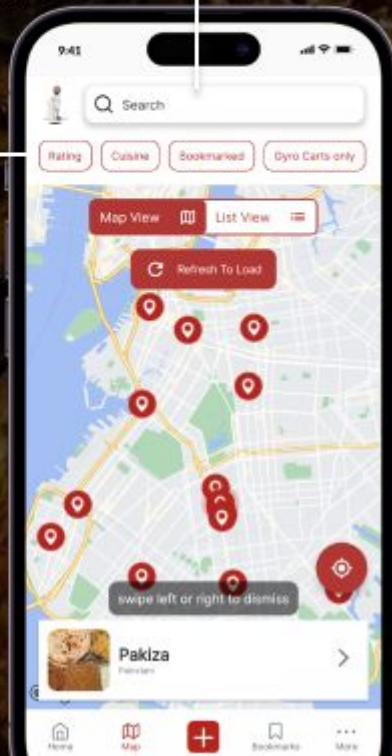 9:41
Search
Rating Cuisine Bookmarked Gyro Carts only
Map View List View
Refresh To Load
swipe left or right to dismiss
Pakiza
Home Map Bookmarks More